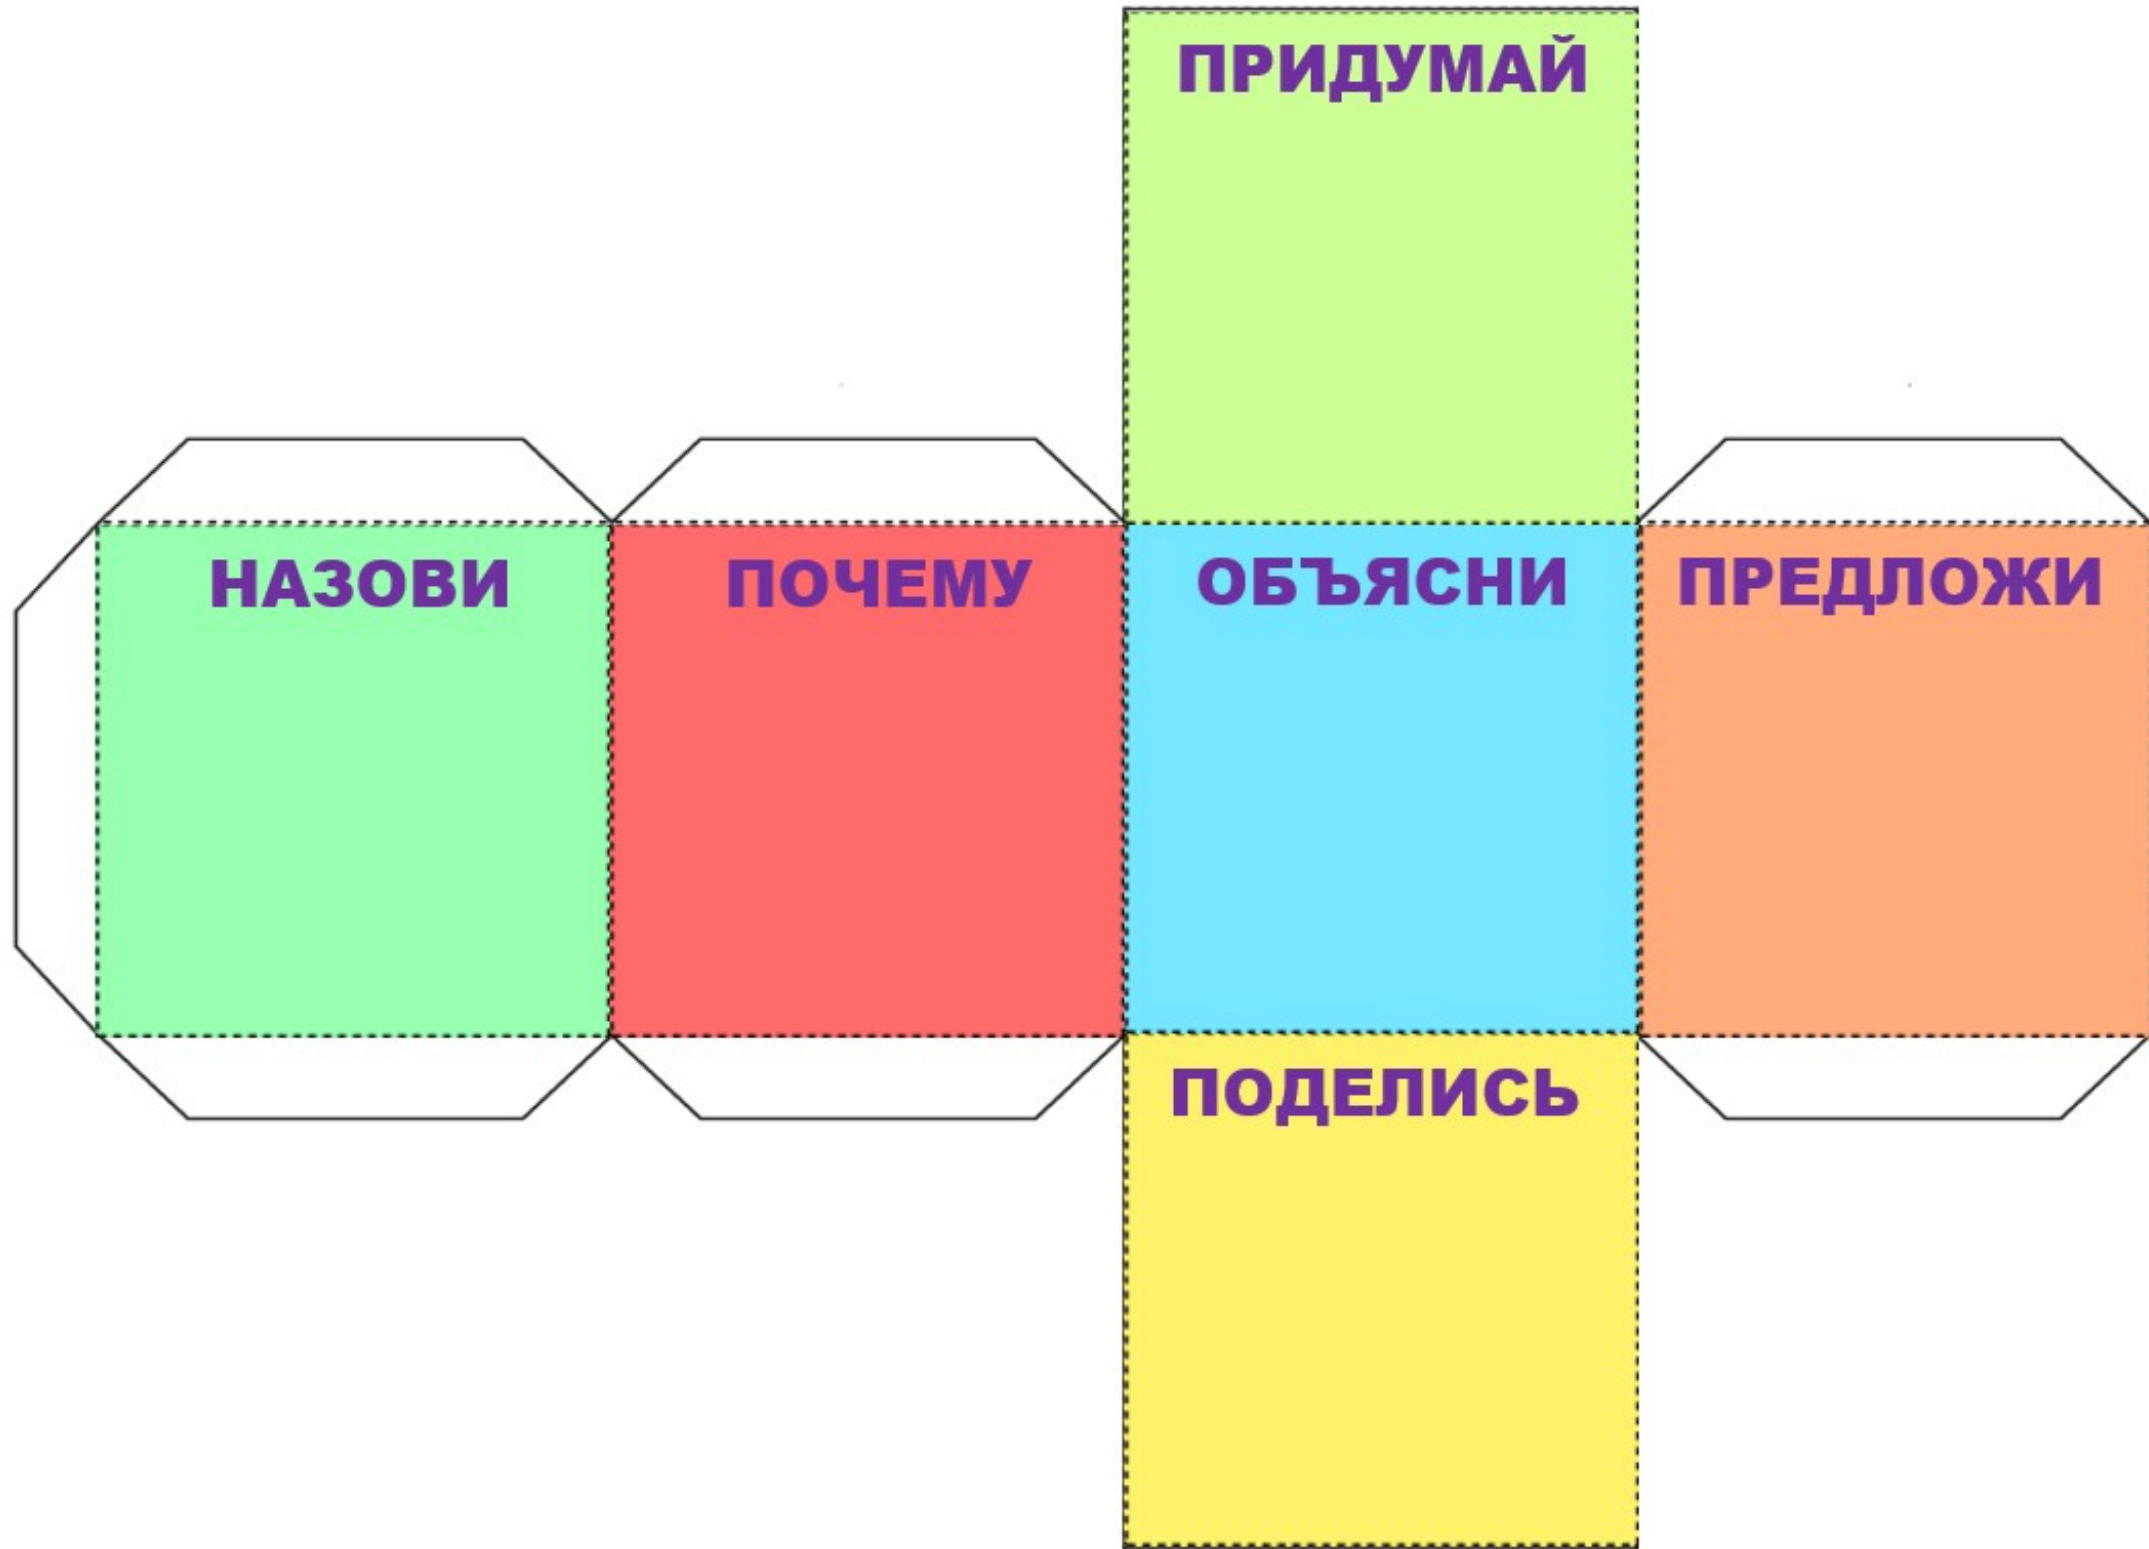 ПРИДУМАЙ
НАЗОВИ
ПОЧЕМУ
ОБЪЯСНИ
ПРЕДЛОЖИ
ПОДЕЛИСЬ